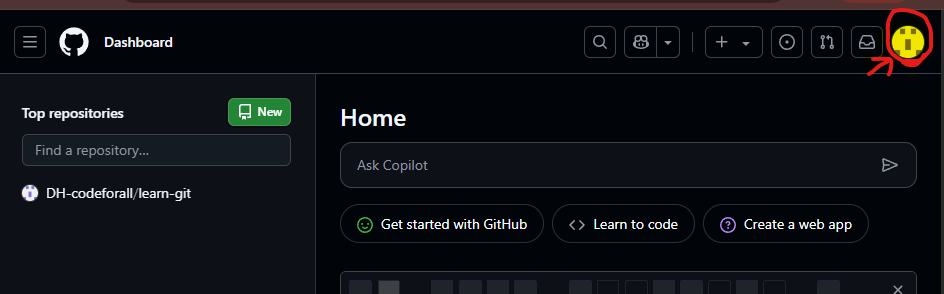 Dashboard
Top repositories
New
Find a repository...
DH-codeforall/learn-git
Home
Ask Copilot
Get started with GitHub
Learn to code
Create a web app